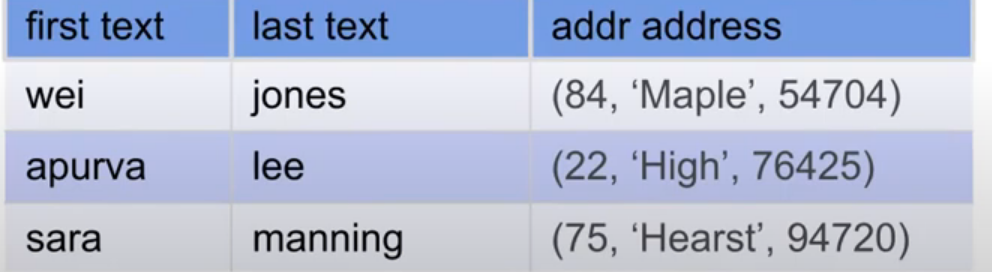 first text last text addr address
wei jones (84, ‘Maple’, 54704)
apurva lee (22, ‘High’, 76425)
sara manning (75, ‘Hearst’, 94720)